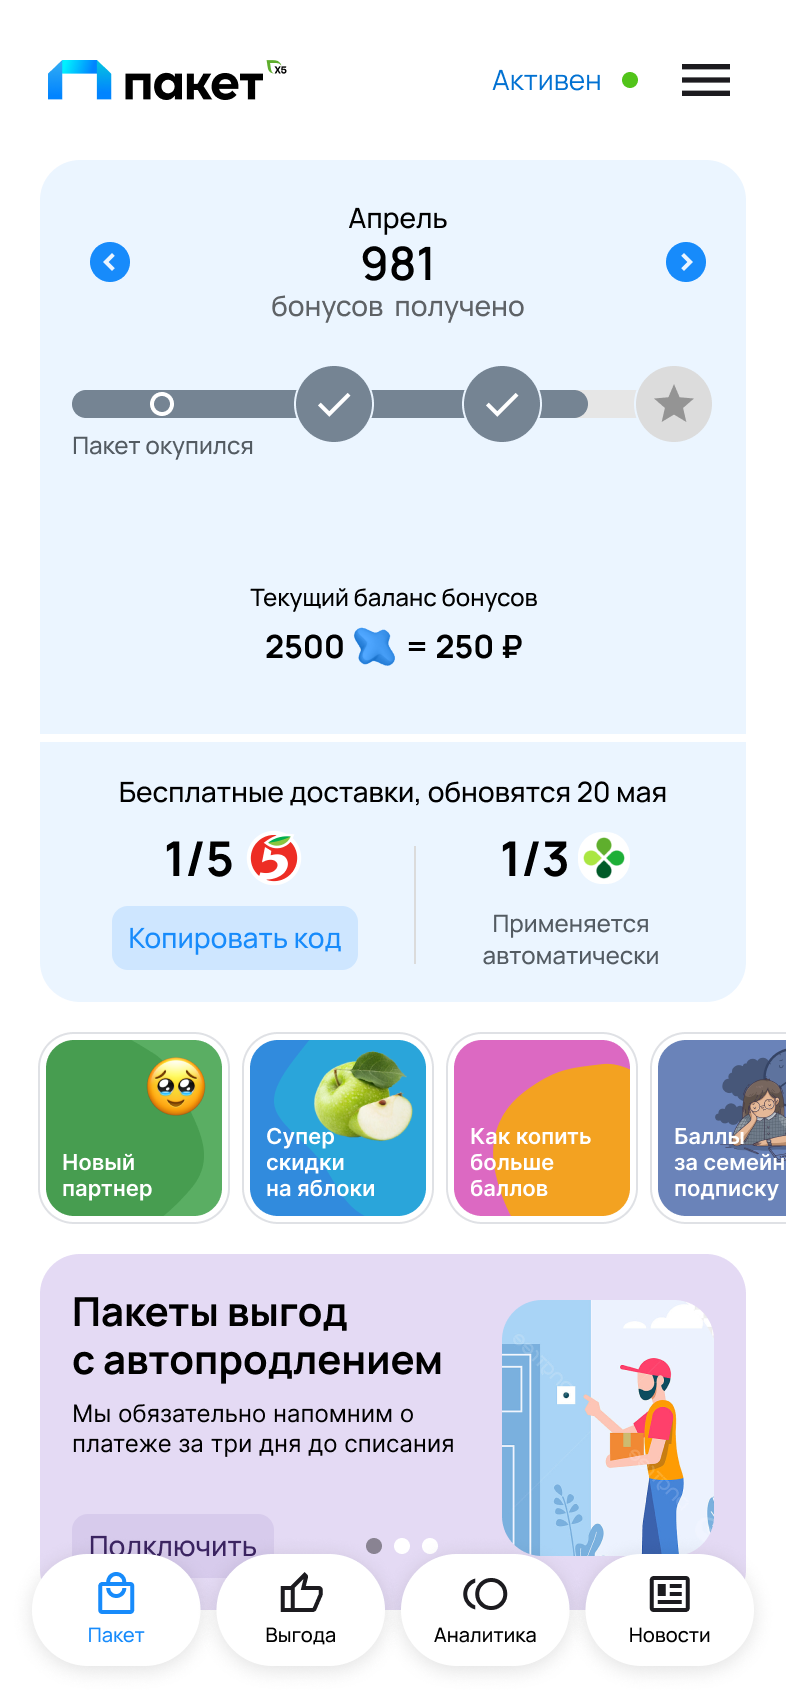 пакет X5
Активен
Апрель
981
бонусов получено
Пакет окупился
Текущий баланс бонусов
2500 = 250 ₽
Бесплатные доставки, обновятся 20 мая
1/5 5
1/3
Копировать код
Применяется
автоматически
Новый
партнер
Супер
скидки
на яблоки
Как копить
больше
баллов
Баллы
за семейн
подписку
Пакеты выгод
с автопродлением
Мы обязательно напомним о
платеже за три дня до списания
Подключить
Пакет
Выгода
Аналитика
Новости